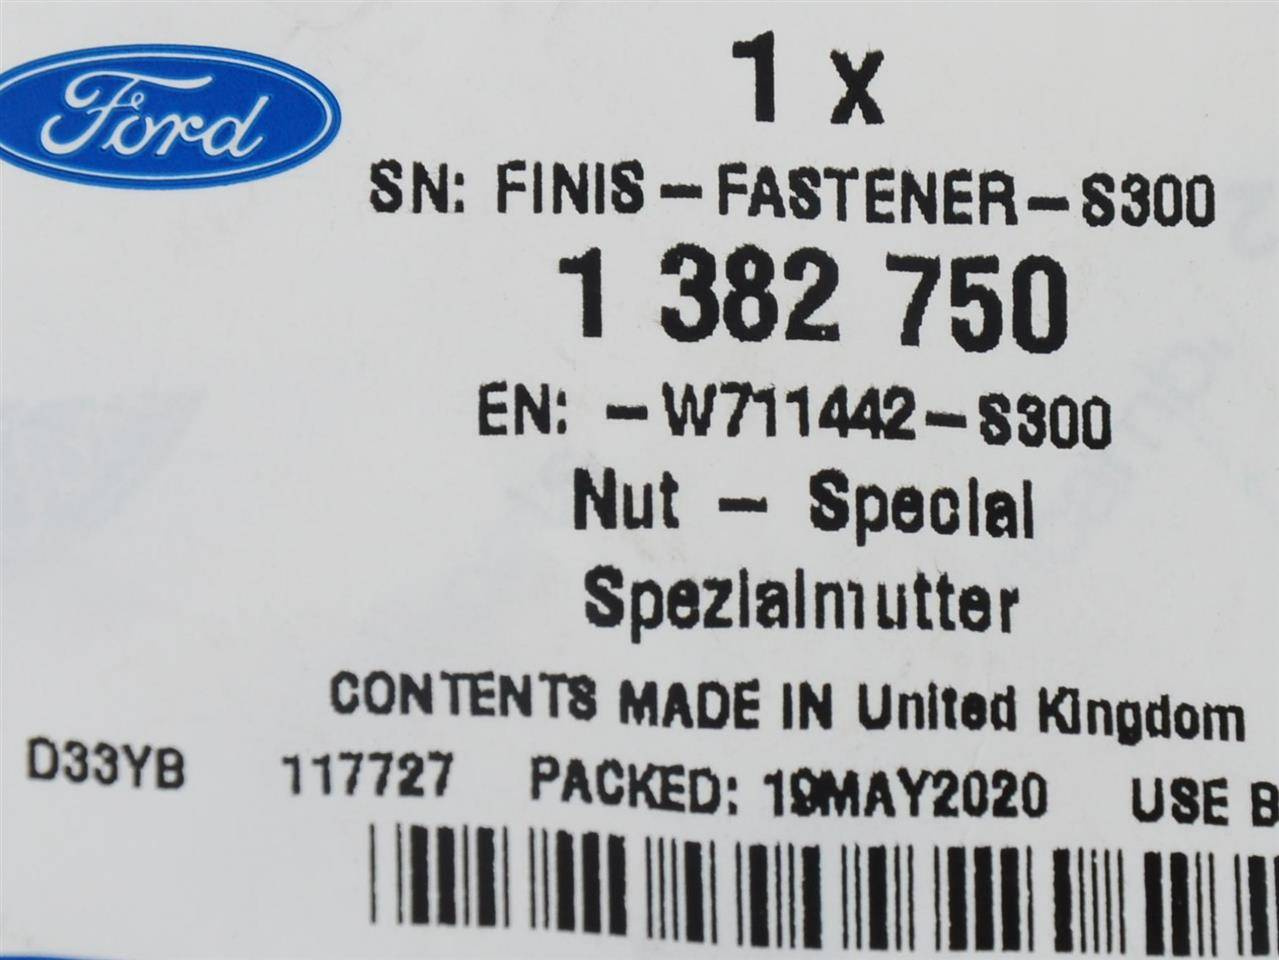 Ford
1 x
SN: FINIS-FASTENER-S300
1 382 750
EN: -W711442-S300
Nut - Special
Spezialmutter
CONTENTS MADE IN United Kingdom
D33YB 117727 PACKED: 19MAY2020 USE B